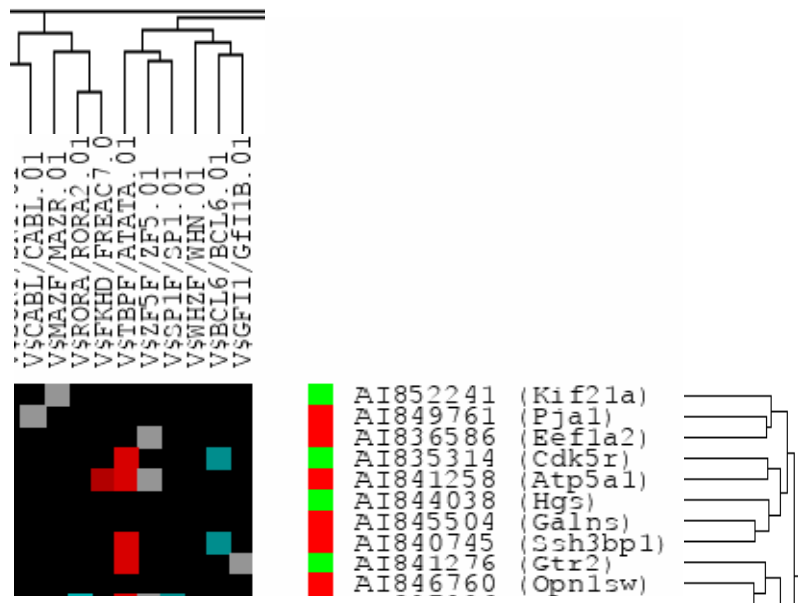 V$CABL/CABL.01
V$MAZF/MAZR.01
V$RORA/RORA2.01
V$FKHD/FREAC7.0
V$TBPF/ATATA.01
V$ZF5F/ZF5.01
V$SP1F/SP1.01
V$WHZF/WHN.01
V$BCL6/BCL6.01
V$GFI1/GfI1B.01
AI852241 (Kif21a)
AI849761 (Pja1)
AI836586 (Eef1a2)
AI835314 (Cdk5r)
AI841258 (Atp5a1)
AI844038 (Hgs)
AI845504 (Galns)
AI840745 (Ssh3bp1)
AI841276 (Gtr2)
AI846760 (Opn1sw)